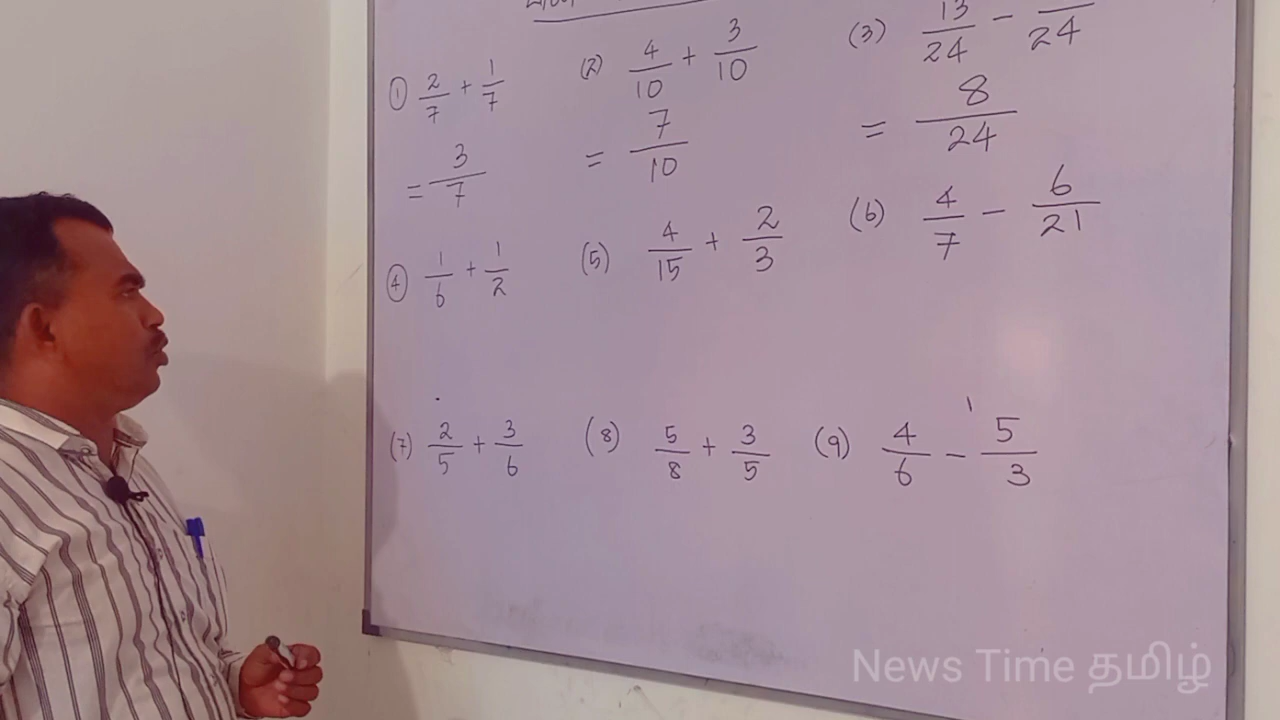 (1) 2/7 + 1/7
= 3/7
(2) 4/10 + 3/10
= 7/10
(3) 13/24 - /24
= 8/24
(4) 1/6 + 1/2
(5) 4/15 + 2/3
(6) 4/7 - 6/21
(7) 2/5 + 3/6
(8) 5/8 + 3/5
(9) 4/6 - 5/3
News Time தமிழ்